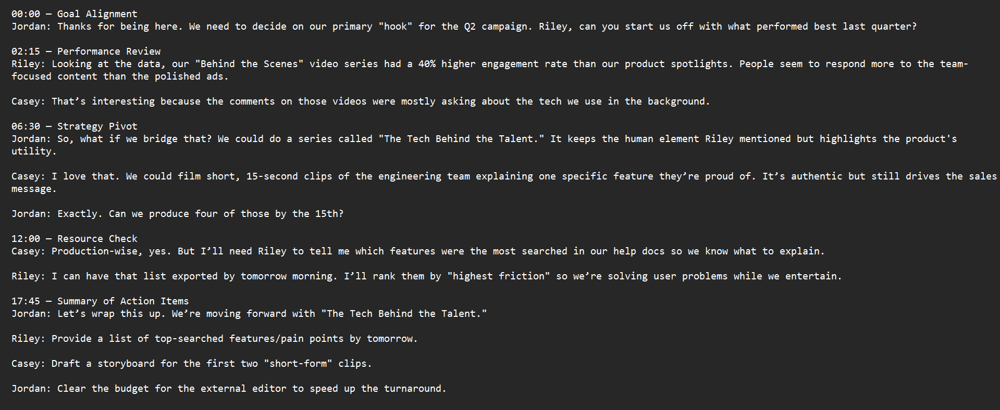 00:00 — Goal Alignment
Jordan: Thanks for being here. We need to decide on our primary "hook" for the Q2 campaign. Riley, can you start us off with what performed best last quarter?
02:15 — Performance Review
Riley: Looking at the data, our "Behind the Scenes" video series had a 40% higher engagement rate than our product spotlights. People seem to respond more to the team-
focused content than the polished ads.
Casey: That’s interesting because the comments on those videos were mostly asking about the tech we use in the background.
06:30 — Strategy Pivot
Jordan: So, what if we bridge that? We could do a series called "The Tech Behind the Talent." It keeps the human element Riley mentioned but highlights the product's
utility.
Casey: I love that. We could film short, 15-second clips of the engineering team explaining one specific feature they’re proud of. It’s authentic but still drives the sales
message.
Jordan: Exactly. Can we produce four of those by the 15th?
12:00 — Resource Check
Casey: Production-wise, yes. But I’ll need Riley to tell me which features were the most searched in our help docs so we know what to explain.
Riley: I can have that list exported by tomorrow morning. I’ll rank them by "highest friction" so we’re solving user problems while we entertain.
17:45 — Summary of Action Items
Jordan: Let’s wrap this up. We’re moving forward with "The Tech Behind the Talent."
Riley: Provide a list of top-searched features/pain points by tomorrow.
Casey: Draft a storyboard for the first two "short-form" clips.
Jordan: Clear the budget for the external editor to speed up the turnaround.